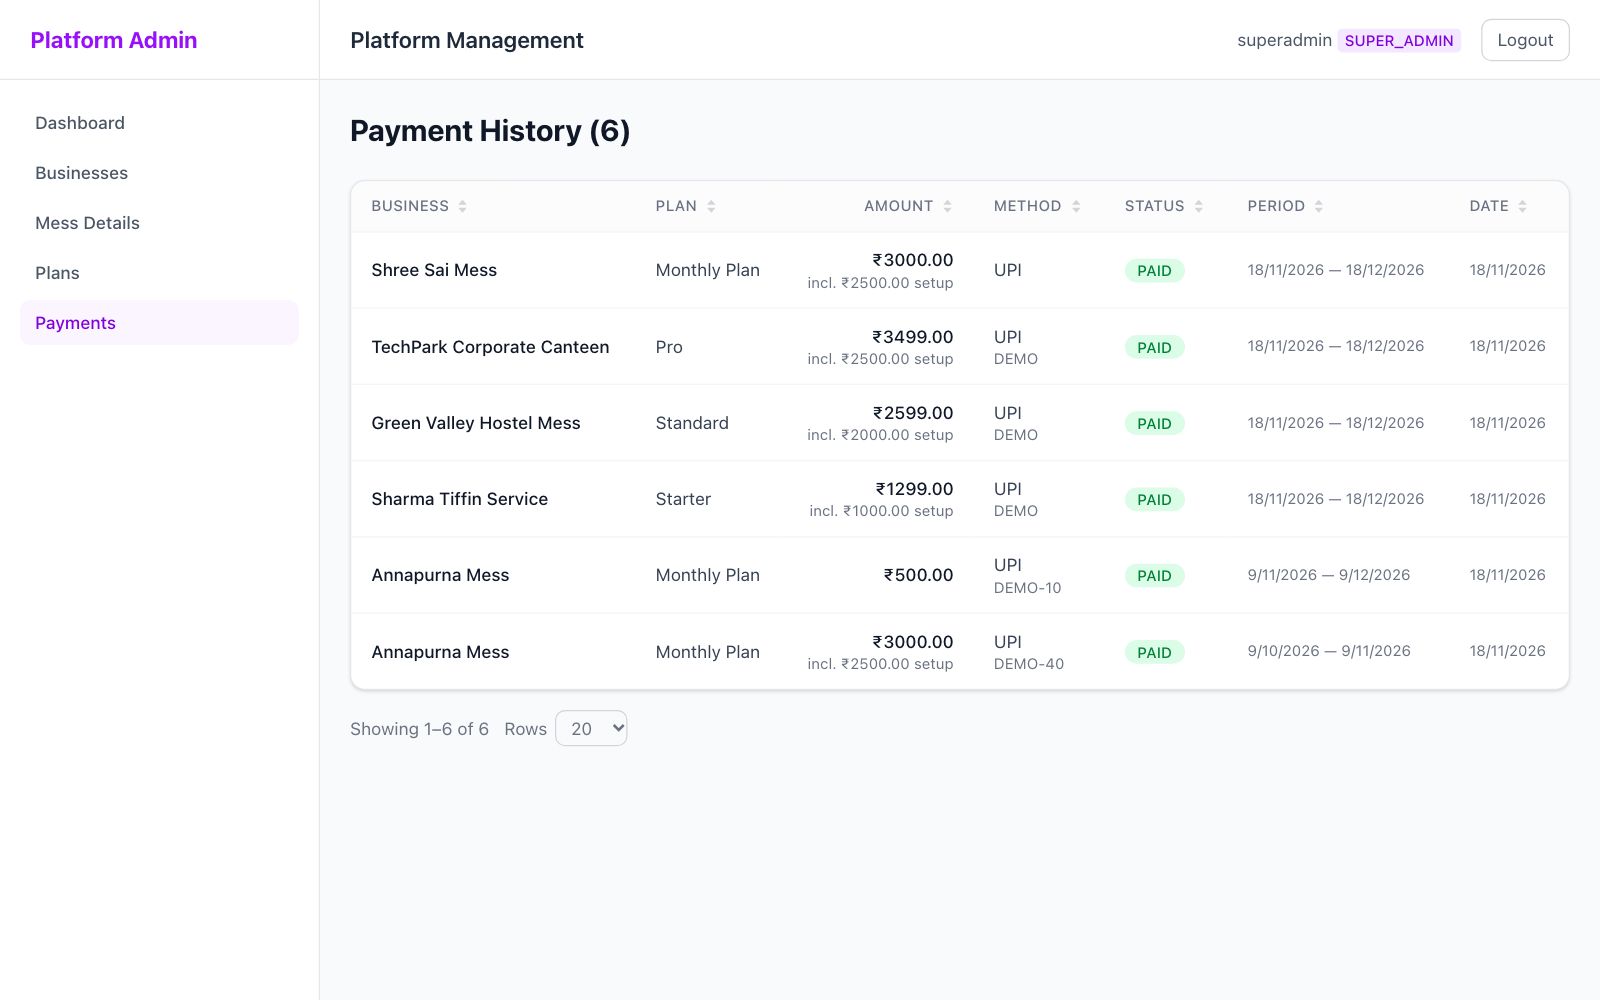 Platform Admin
Platform Management
superadmin SUPER_ADMIN
Logout
Dashboard
Businesses
Mess Details
Plans
Payments
Payment History (6)
BUSINESS PLAN AMOUNT METHOD STATUS PERIOD DATE
Shree Sai Mess Monthly Plan ₹3000.00 UPI PAID 18/11/2026 — 18/12/2026 18/11/2026
incl. ₹2500.00 setup
TechPark Corporate Canteen Pro ₹3499.00 UPI PAID 18/11/2026 — 18/12/2026 18/11/2026
incl. ₹2500.00 setup DEMO
Green Valley Hostel Mess Standard ₹2599.00 UPI PAID 18/11/2026 — 18/12/2026 18/11/2026
incl. ₹2000.00 setup DEMO
Sharma Tiffin Service Starter ₹1299.00 UPI PAID 18/11/2026 — 18/12/2026 18/11/2026
incl. ₹1000.00 setup DEMO
Annapurna Mess Monthly Plan ₹500.00 UPI PAID 9/11/2026 — 9/12/2026 18/11/2026
DEMO-10
Annapurna Mess Monthly Plan ₹3000.00 UPI PAID 9/10/2026 — 9/11/2026 18/11/2026
incl. ₹2500.00 setup DEMO-40
Showing 1–6 of 6 Rows 20